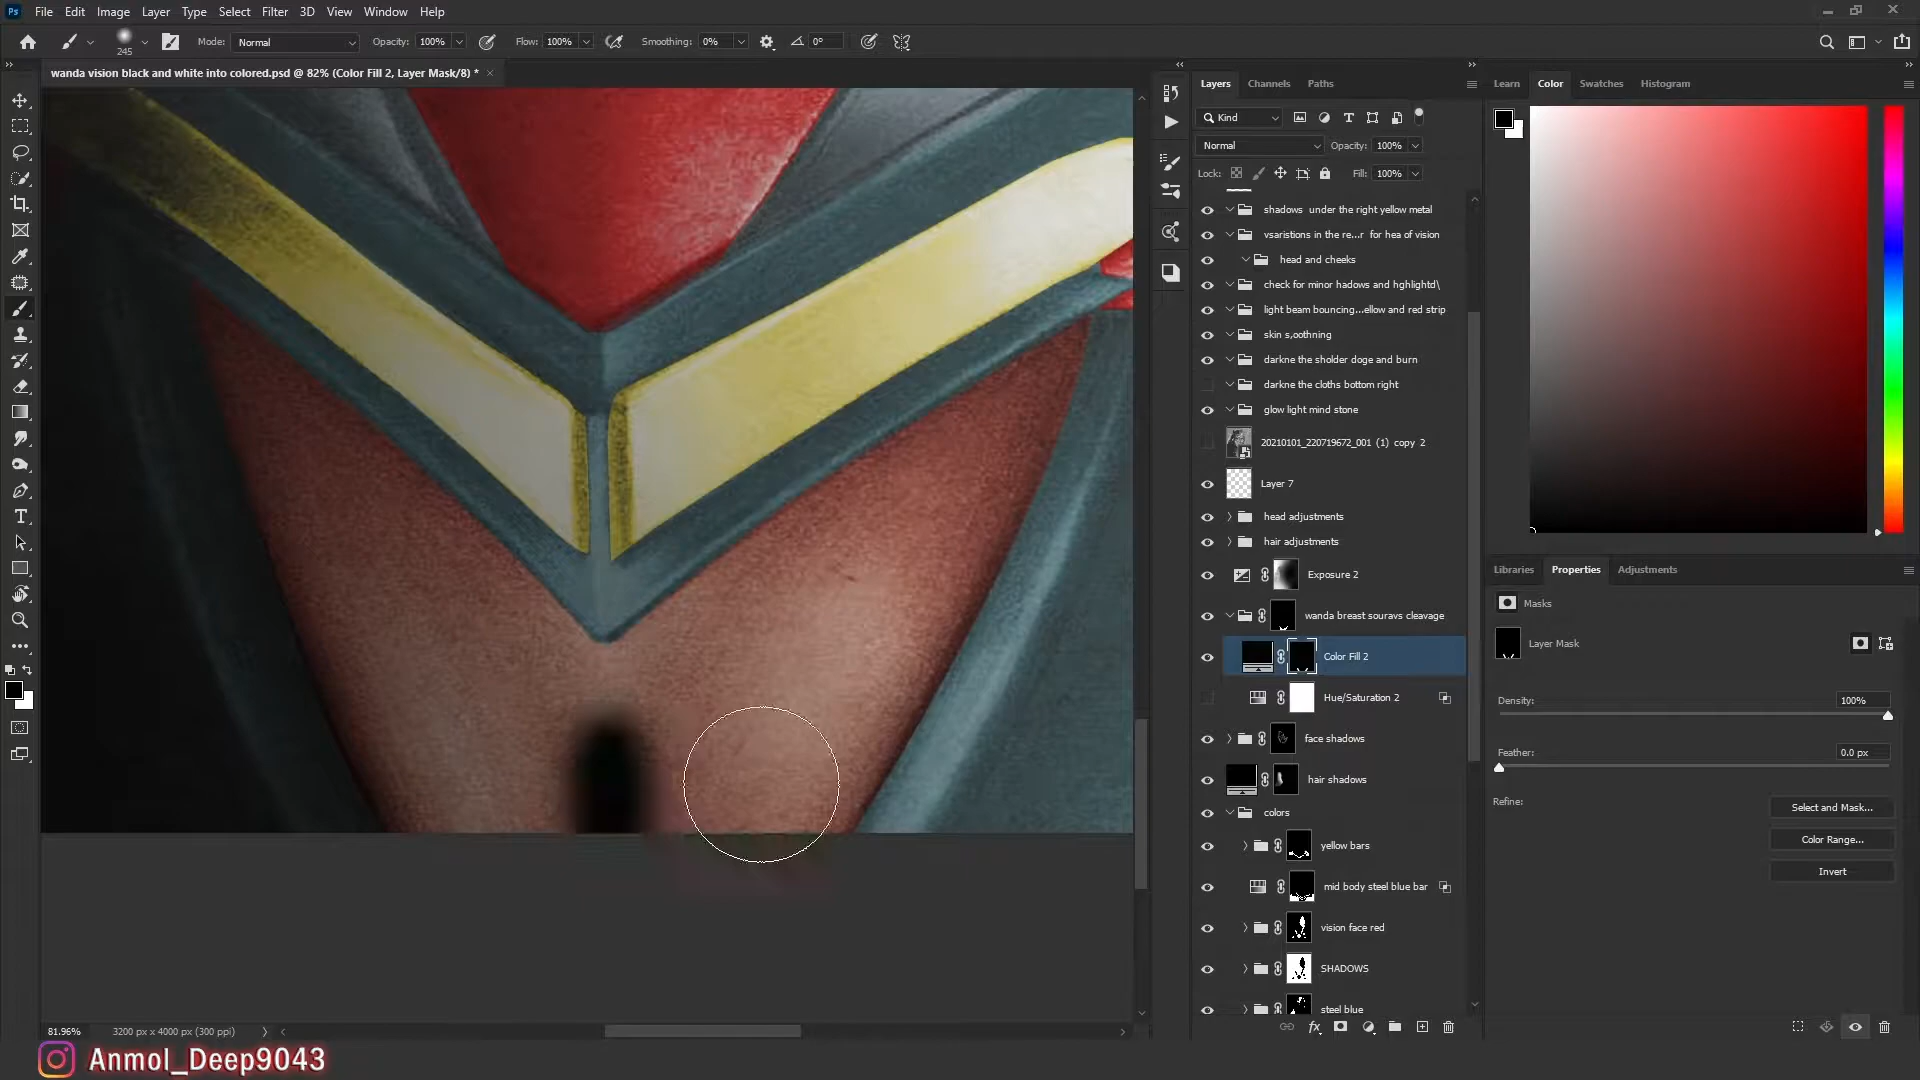 Ps File Edit Image Layer Type Select Filter 3D View Window Help
245 Mode: Normal Opacity: 100% Flow: 100% Smoothing: 0% 0°
wanda vision black and white into colored.psd @ 82% (Color Fill 2, Layer Mask/8) * ×
Layers Channels Paths
Learn Color Swatches Histogram
Kind
Normal Opacity: 100%
Lock: Fill: 100%
shadows under the right yellow metal
vsaristions in the re...r for hea of vision
head and cheeks
check for minor hadows and hghlightd\
light beam bouncing...ellow and red strip
skin s,oothning
darkne the sholder doge and burn
darkne the cloths bottom right
glow light mind stone
20210101_220719672_001 (1) copy 2
Layer 7
head adjustments
hair adjustments
Exposure 2
wanda breast souravs cleavage
Color Fill 2
Hue/Saturation 2
face shadows
hair shadows
colors
yellow bars
mid body steel blue bar
vision face red
SHADOWS
steel blue
Libraries Properties Adjustments
Masks
Layer Mask
Density: 100%
Feather: 0.0 px
Refine: Select and Mask...
Color Range...
Invert
81.96% 3200 px x 4000 px (300 ppi)
Anmol_Deep9043